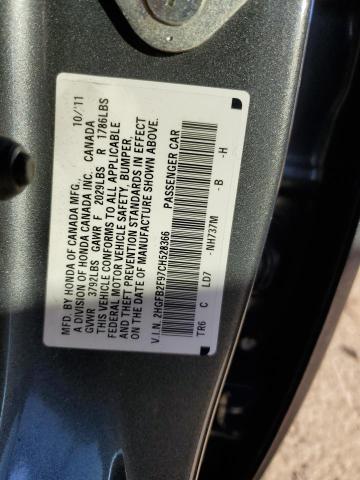 MFD. BY HONDA OF CANADA MFG., 10/'11
A DIVISION OF HONDA CANADA INC. CANADA
GVWR 3792LBS GAWR F 2029LBS R 1786LBS
THIS VEHICLE CONFORMS TO ALL APPLICABLE
FEDERAL MOTOR VEHICLE SAFETY, BUMPER,
AND THEFT PREVENTION STANDARDS IN EFFECT
ON THE DATE OF MANUFACTURE SHOWN ABOVE.
V.I.N. 2HGFB2F97CH528366 PASSENGER CAR
TR6 C LD7 -NH737M -B -H